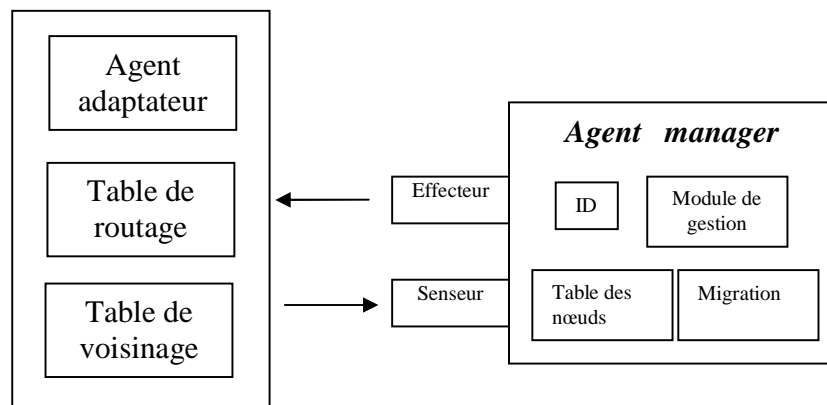 Agent
adaptateur
Table de
routage
Table de
voisinage
Effecteur
Senseur
Agent manager
ID
Module de
gestion
Table des
nœuds
Migration